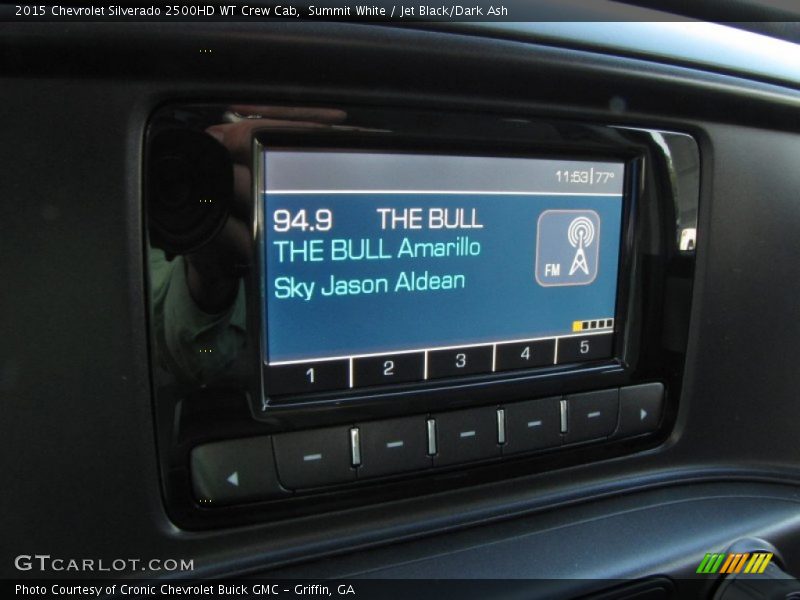 2015 Chevrolet Silverado 2500HD WT Crew Cab, Summit White / Jet Black/Dark Ash
11:53 77°
94.9 THE BULL
THE BULL Amarillo
Sky Jason Aldean
FM
1 2 3 4 5
GTCARLOT.COM
Photo Courtesy of Cronic Chevrolet Buick GMC - Griffin, GA